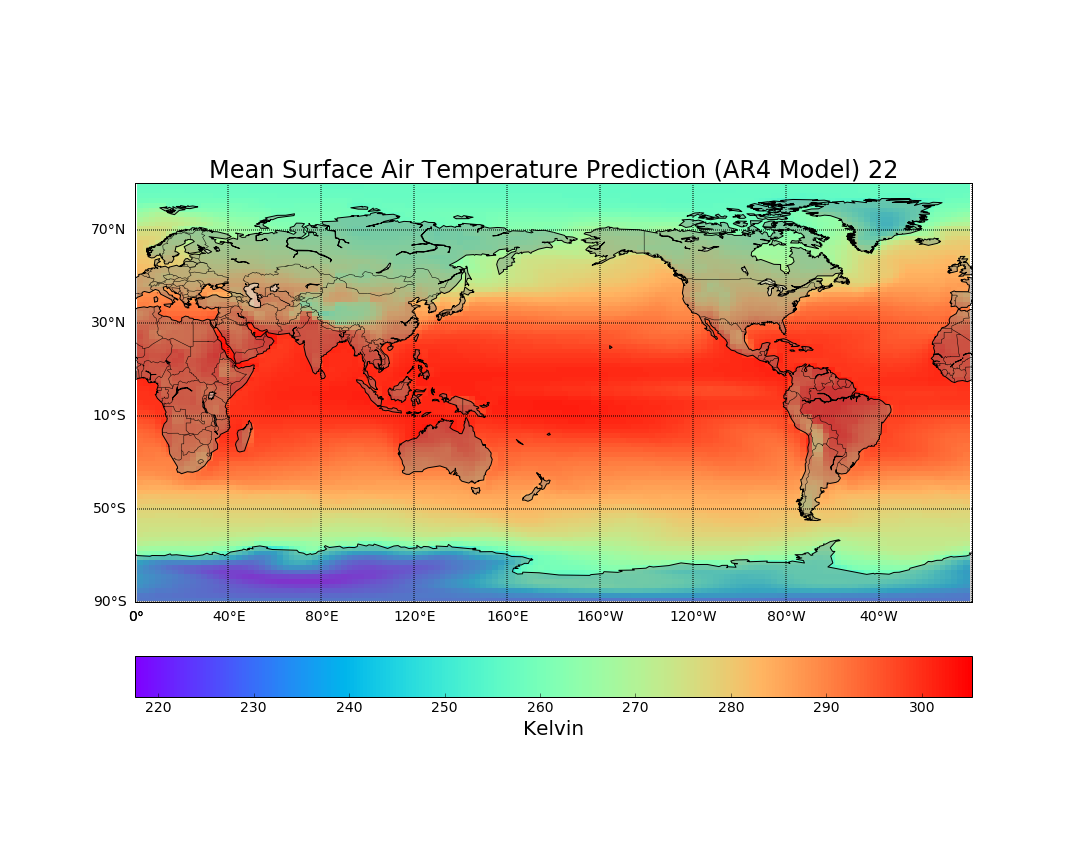 Mean Surface Air Temperature Prediction (AR4 Model) 22
70°N
30°N
10°S
50°S
90°S
0° 40°E 80°E 120°E 160°E 160°W 120°W 80°W 40°W
220 230 240 250 260 270 280 290 300
Kelvin